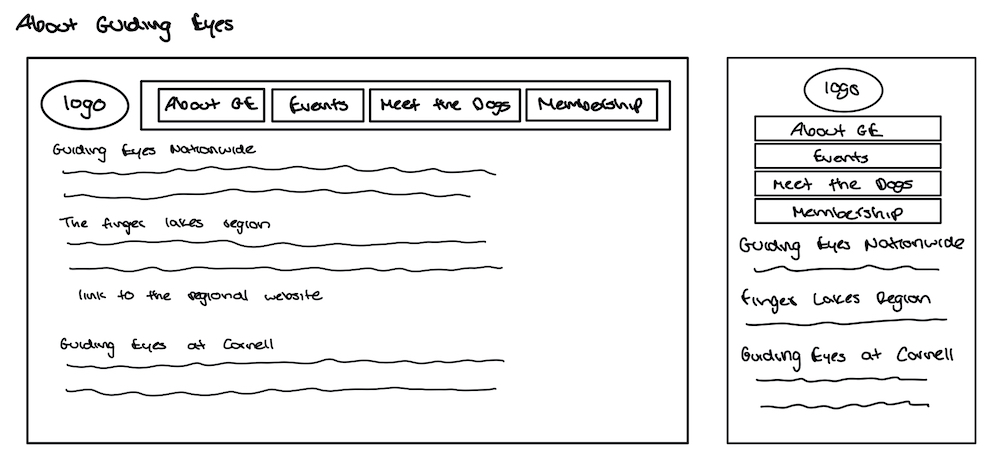 About Guiding Eyes
logo
About GE Events Meet the Dogs Membership
Guiding Eyes Nationwide
The finger lakes region
link to the regional website
Guiding Eyes at Cornell
logo
About GE
Events
Meet the Dogs
Membership
Guiding Eyes Nationwide
Finger Lakes Region
Guiding Eyes at Cornell